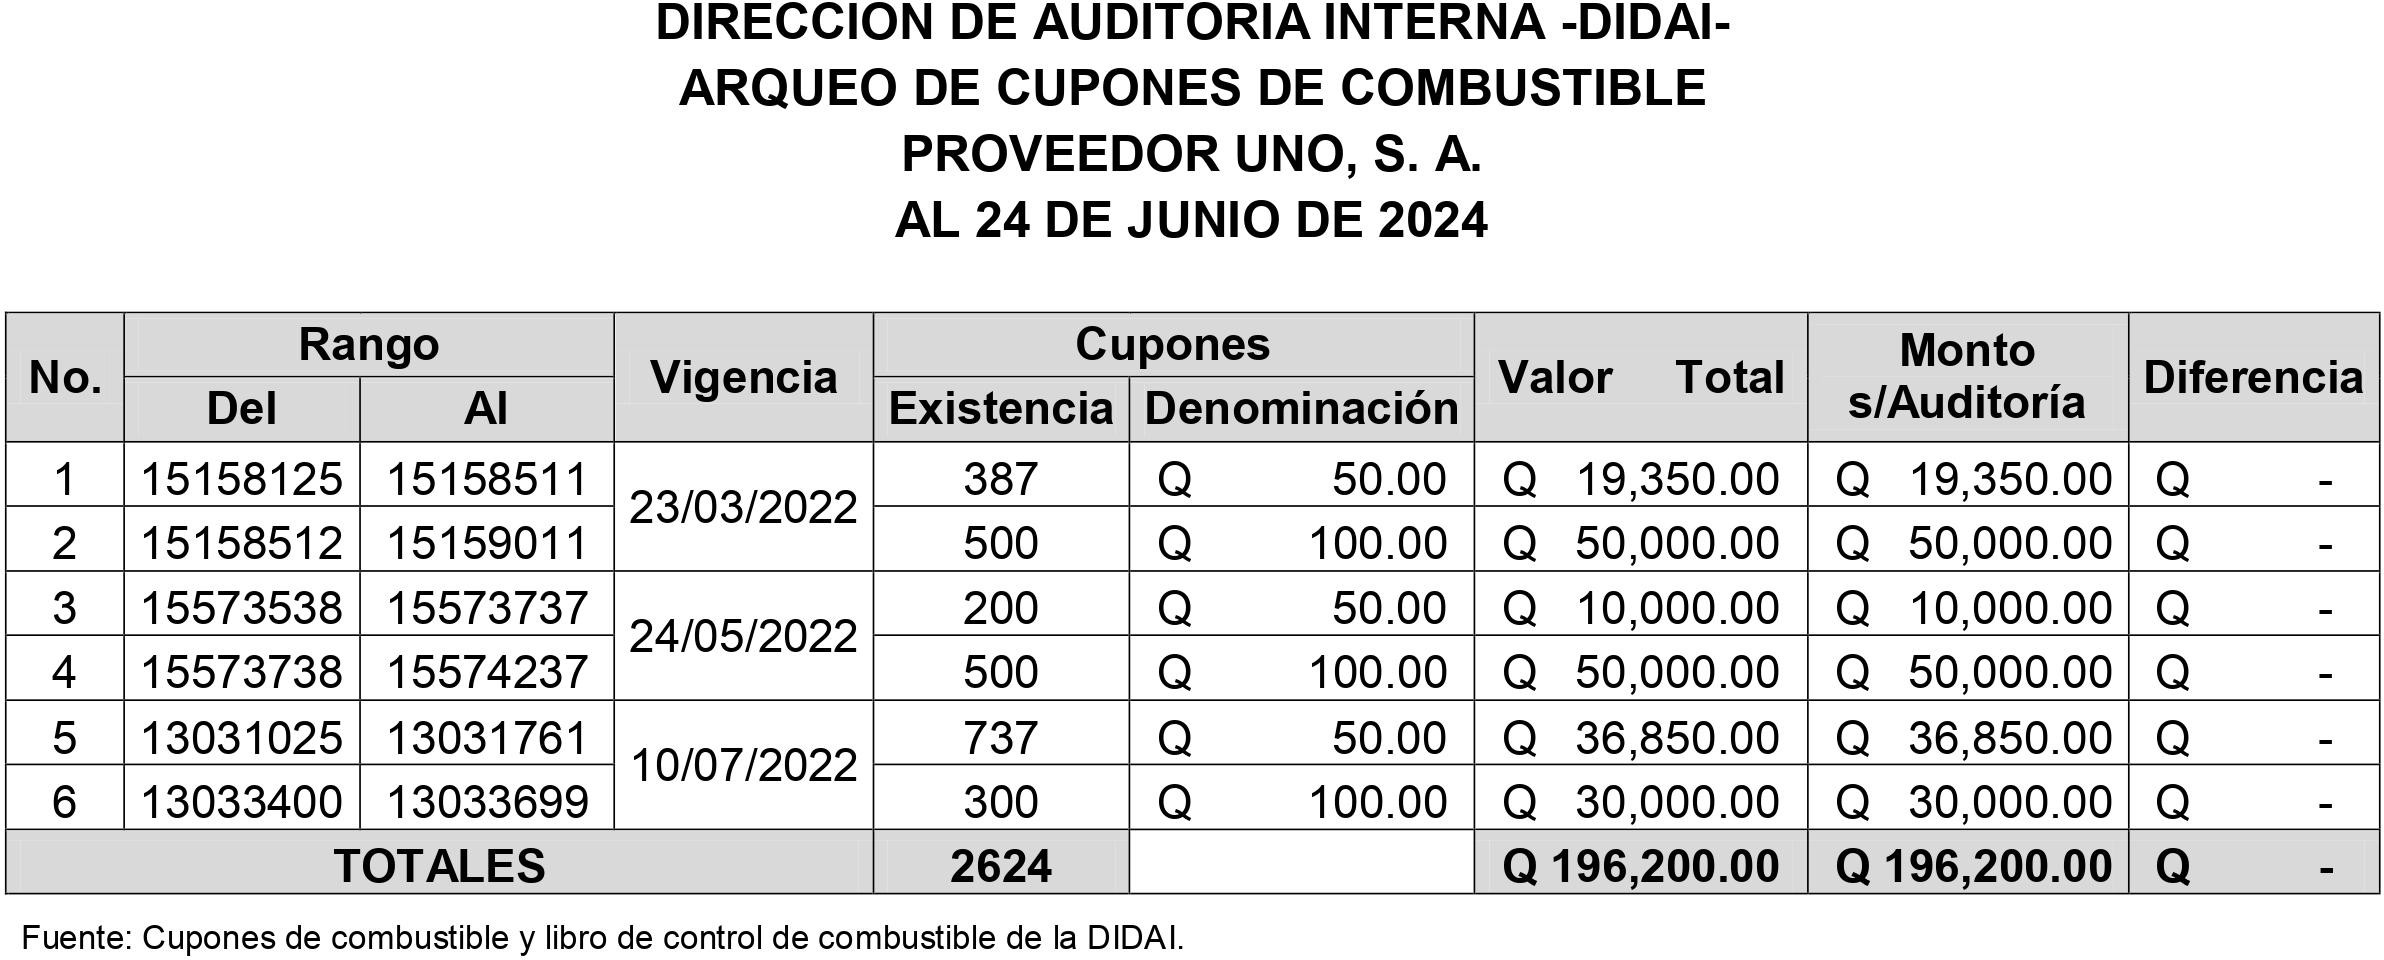 DIRECCION DE AUDITORIA INTERNA -DIDAI-
ARQUEO DE CUPONES DE COMBUSTIBLE
PROVEEDOR UNO, S. A.
AL 24 DE JUNIO DE 2024
No. Rango Vigencia Cupones Valor Total Monto s/Auditoría Diferencia
Del Al Existencia Denominación
1 15158125 15158511 23/03/2022 387 Q 50.00 Q 19,350.00 Q 19,350.00 Q -
2 15158512 15159011 500 Q 100.00 Q 50,000.00 Q 50,000.00 Q -
3 15573538 15573737 24/05/2022 200 Q 50.00 Q 10,000.00 Q 10,000.00 Q -
4 15573738 15574237 500 Q 100.00 Q 50,000.00 Q 50,000.00 Q -
5 13031025 13031761 10/07/2022 737 Q 50.00 Q 36,850.00 Q 36,850.00 Q -
6 13033400 13033699 300 Q 100.00 Q 30,000.00 Q 30,000.00 Q -
TOTALES 2624 Q 196,200.00 Q 196,200.00 Q -
Fuente: Cupones de combustible y libro de control de combustible de la DIDAI.